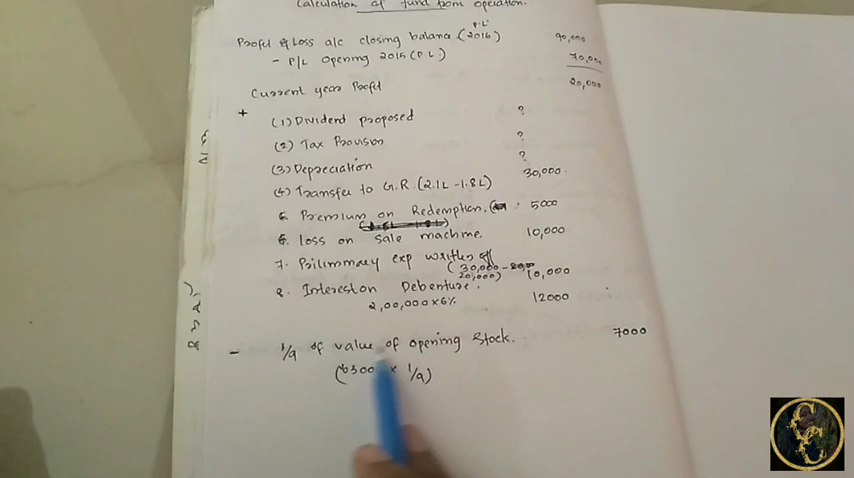 Calculation of fund from operation.
Profit & Loss a/c closing balance (2016) P.L 90,000
- P/L Opening 2015 (P.L) 70,000
Current year Profit 20,000
+ (1) Dividend proposed ?
(2) Tax Provision ?
(3) Depreciation ?
(4) Transfer to G.R. (2.1L - 1.8L) 30,000
5. Premium on Redemption. 5000
6. loss on sale machine. 10,000
7. Prilimmary exp written off
(30,000 - 20,000) 10,000
8. Interest on Debenture.
2,00,000 x 6% 12000
- 1/9 of value of opening Stock. 7000
x 1/9)